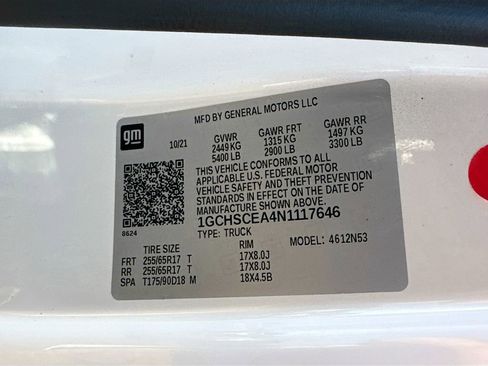 MFD BY GENERAL MOTORS LLC
gm
10/21 GVWR GAWR FRT GAWR RR
2449 KG 1315 KG 1497 KG
5400 LB 2900 LB 3300 LB
THIS VEHICLE CONFORMS TO ALL
APPLICABLE U.S. FEDERAL MOTOR
VEHICLE SAFETY AND THEFT PREVENTION
STANDARDS IN EFFECT ON THE DATE OF
MANUFACTURE SHOWN ABOVE.
1GCHSCEA4N1117646
8624 TYPE: TRUCK
TIRE SIZE RIM MODEL: 4612N53
FRT 255/65R17 T 17X8.0J
RR 255/65R17 T 17X8.0J
SPA T175/90D18 M 18X4.5B